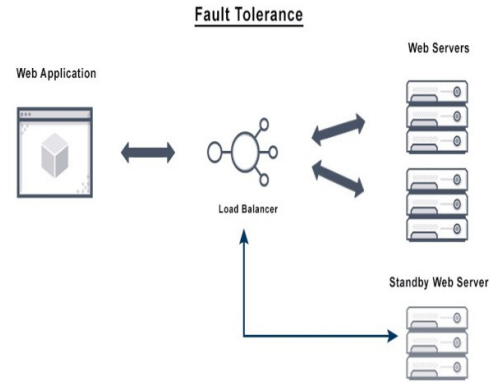 Fault Tolerance
Web Servers
Web Application
Load Balancer
Standby Web Server